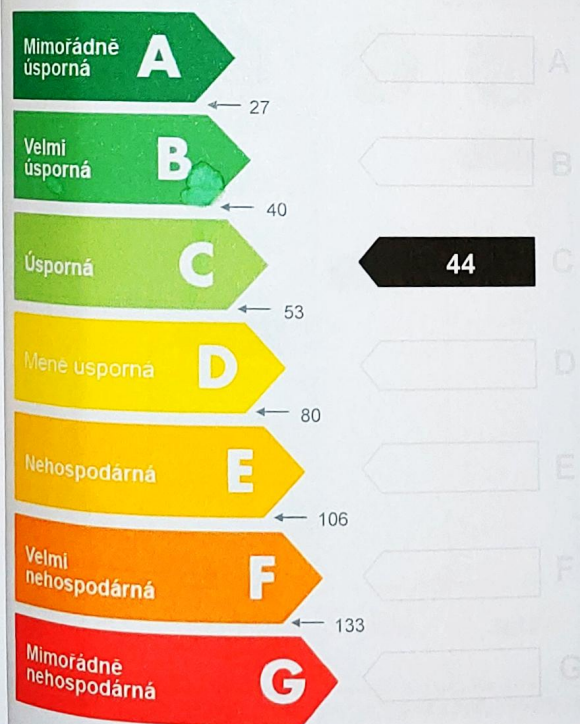 Mimořádně
úsporná
A
A
27
Velmi
úsporná
B
B
40
Úsporná
C
44
C
53
Méně úsporná
D
D
80
Nehospodárná
E
E
106
Velmi
nehospodárná
F
F
133
Mimořádně
nehospodárná
G
G